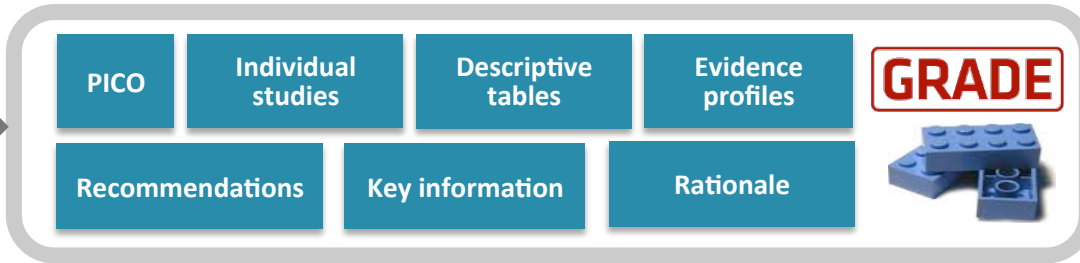 PICO
Individual
studies
Descriptive
tables
Evidence
profiles
GRADE
Recommendations
Key information
Rationale